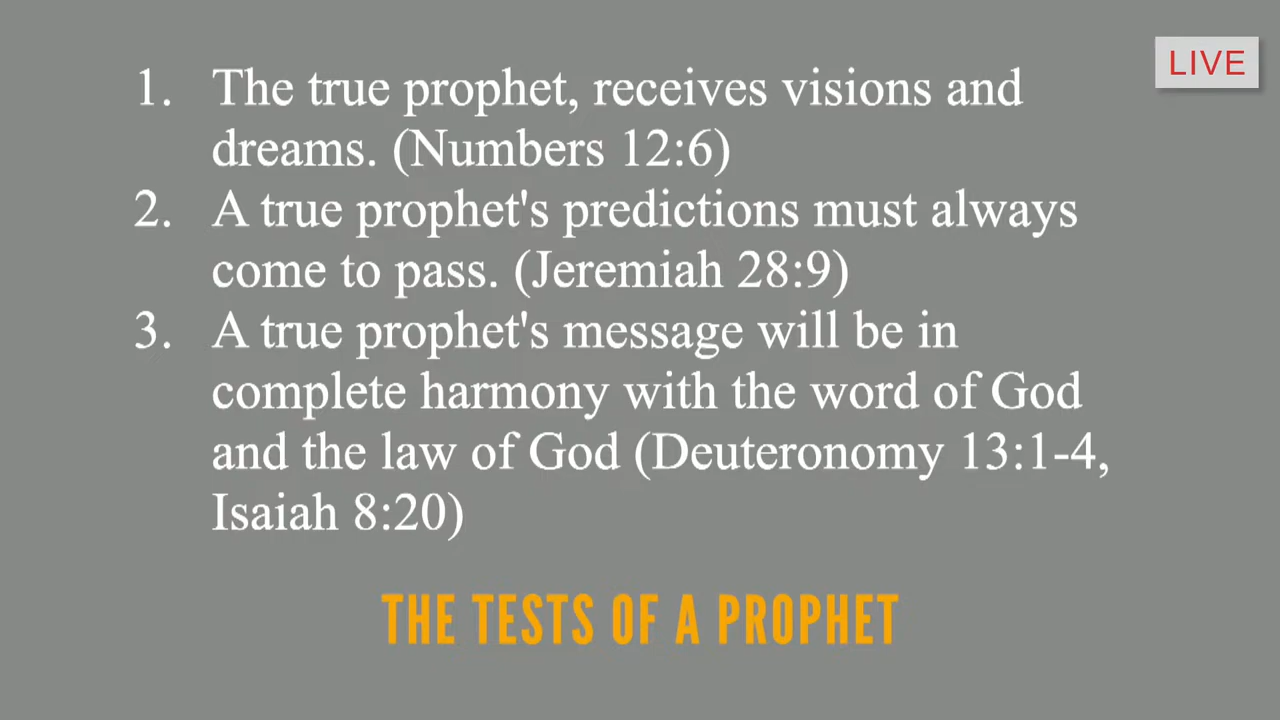 LIVE
1. The true prophet, receives visions and
dreams. (Numbers 12:6)
2. A true prophet's predictions must always
come to pass. (Jeremiah 28:9)
3. A true prophet's message will be in
complete harmony with the word of God
and the law of God (Deuteronomy 13:1-4,
Isaiah 8:20)
THE TESTS OF A PROPHET